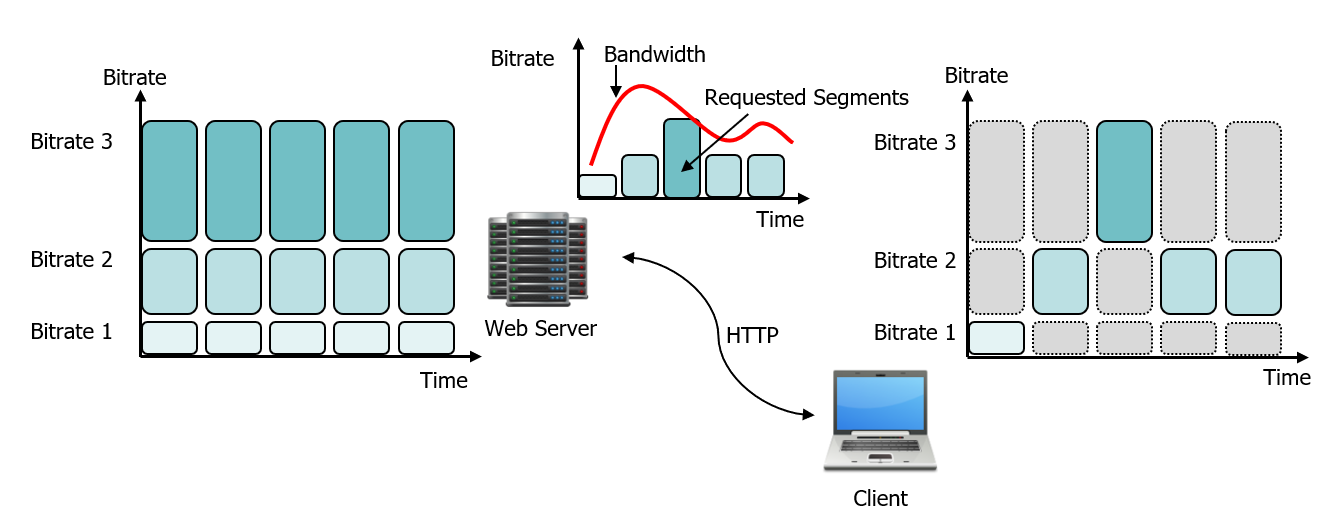 Bitrate
Bitrate 3
Bitrate 2
Bitrate 1
Time
Bitrate
Bandwidth
Requested Segments
Time
Web Server
HTTP
Client
Bitrate
Bitrate 3
Bitrate 2
Bitrate 1
Time